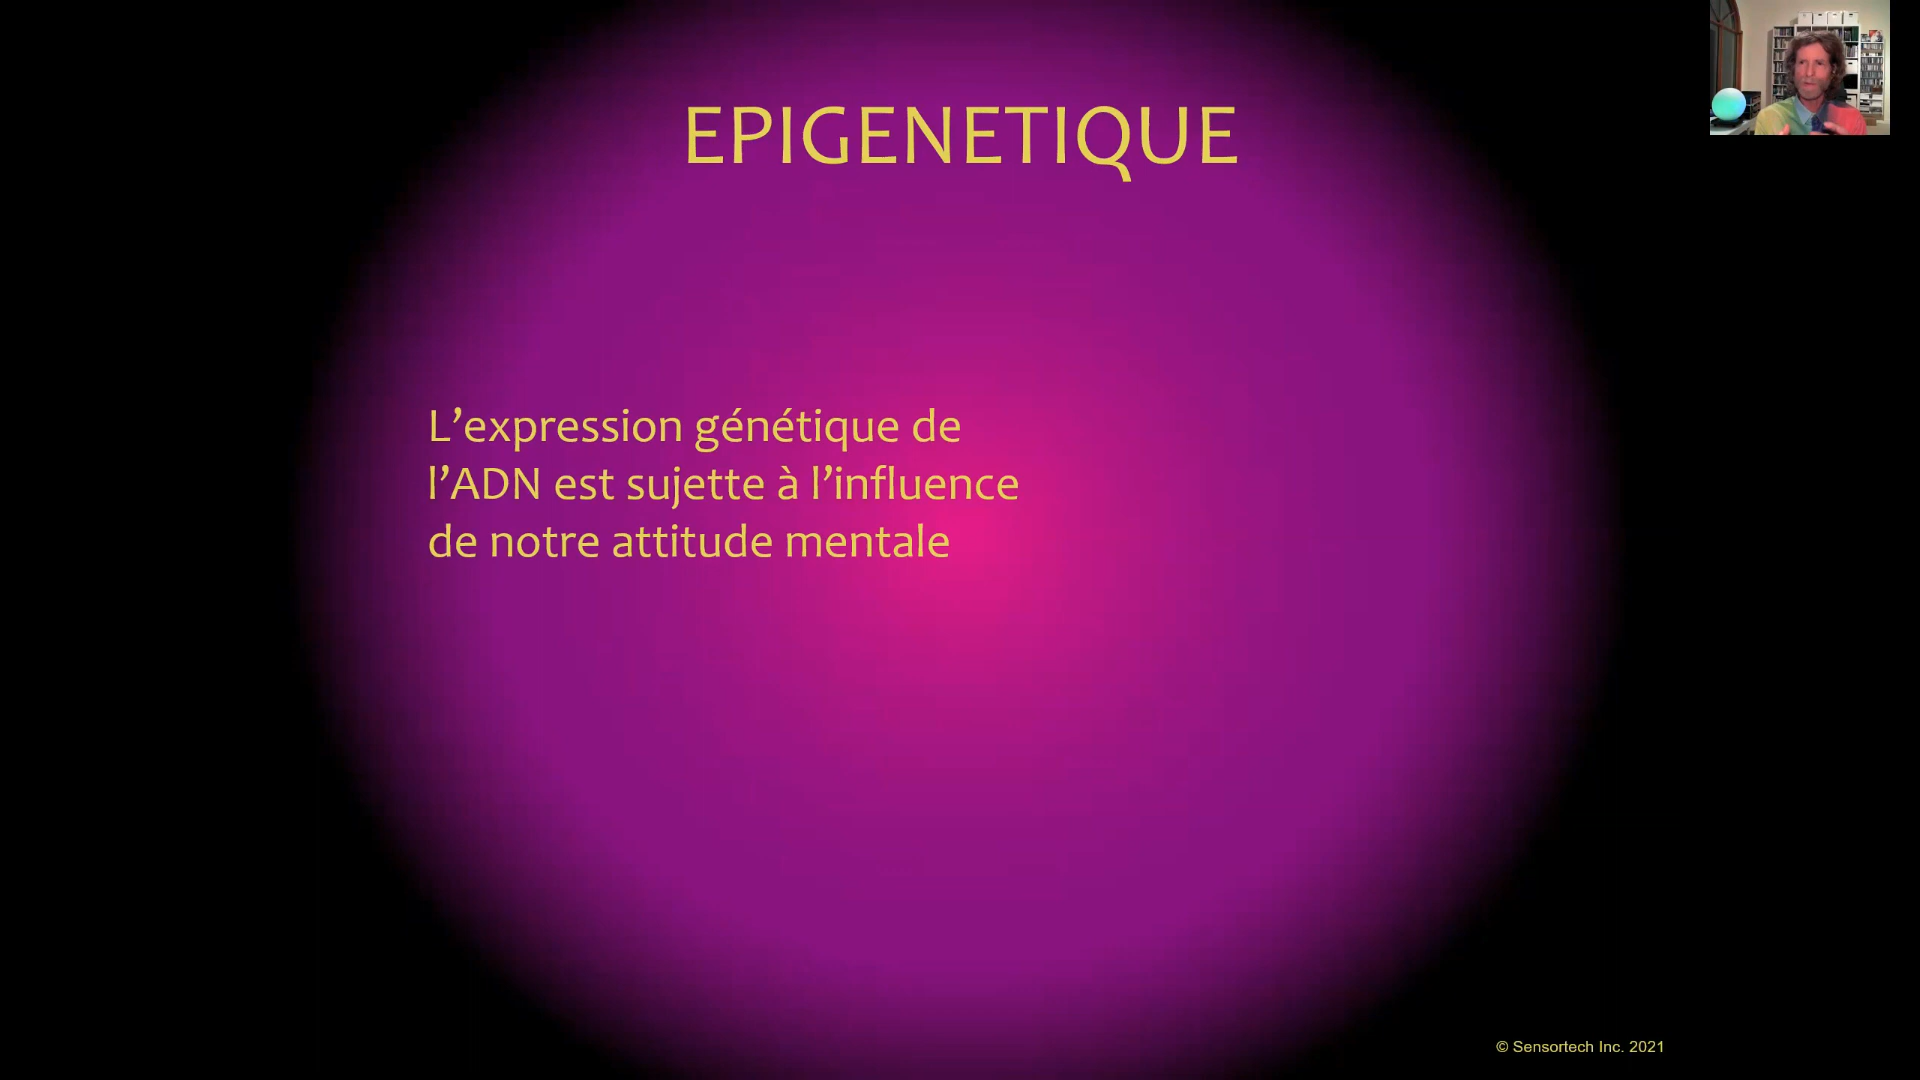 EPIGENETIQUE
L’expression génétique de
l’ADN est sujette à l’influence
de notre attitude mentale
© Sensortech Inc. 2021